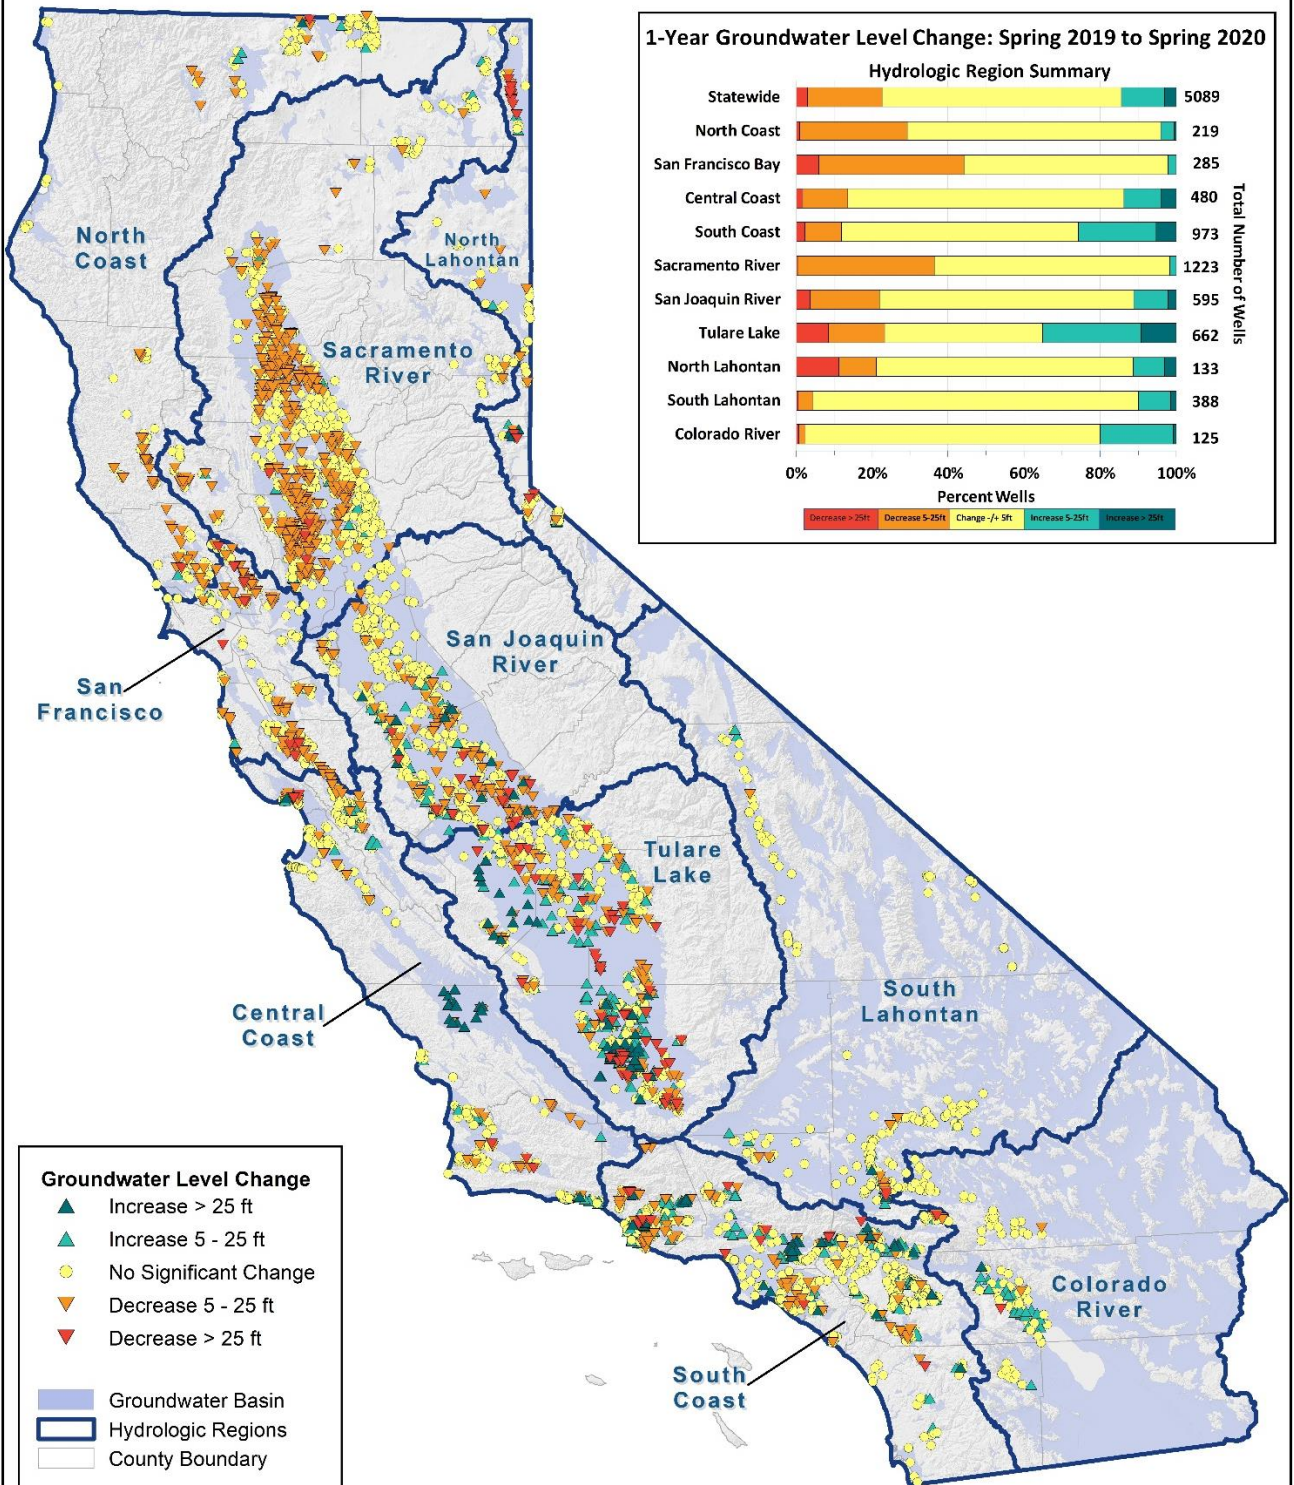 1-Year Groundwater Level Change: Spring 2019 to Spring 2020
Hydrologic Region Summary
Statewide 5089
North Coast 219
San Francisco Bay 285
Central Coast 480
South Coast 973
Sacramento River 1223
San Joaquin River 595
Tulare Lake 662
North Lahontan 133
South Lahontan 388
Colorado River 125
Total Number of Wells
0% 20% 40% 60% 80% 100%
Percent Wells
Decrease > 25ft Decrease 5-25ft Change -/+ 5ft Increase 5-25ft Increase > 25ft
North
Coast
North
Lahontan
Sacramento
River
San Joaquin
River
San
Francisco
Tulare
Lake
Central
Coast
South
Lahontan
Colorado
River
South
Coast
Groundwater Level Change
Increase > 25 ft
Increase 5 - 25 ft
No Significant Change
Decrease 5 - 25 ft
Decrease > 25 ft
Groundwater Basin
Hydrologic Regions
County Boundary